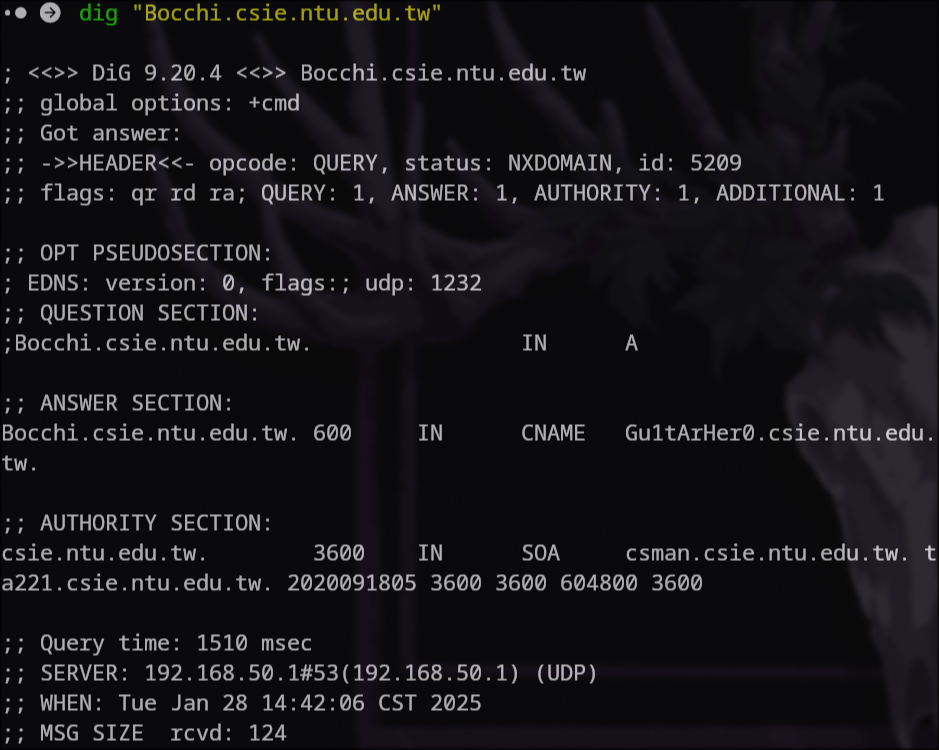 dig "Bocchi.csie.ntu.edu.tw"
; <<>> DiG 9.20.4 <<>> Bocchi.csie.ntu.edu.tw
;; global options: +cmd
;; Got answer:
;; ->>HEADER<<- opcode: QUERY, status: NXDOMAIN, id: 5209
;; flags: qr rd ra; QUERY: 1, ANSWER: 1, AUTHORITY: 1, ADDITIONAL: 1
;; OPT PSEUDOSECTION:
; EDNS: version: 0, flags:; udp: 1232
;; QUESTION SECTION:
;Bocchi.csie.ntu.edu.tw. IN A
;; ANSWER SECTION:
Bocchi.csie.ntu.edu.tw. 600 IN CNAME Gu1tArHer0.csie.ntu.edu.
tw.
;; AUTHORITY SECTION:
csie.ntu.edu.tw. 3600 IN SOA csman.csie.ntu.edu.tw. t
a221.csie.ntu.edu.tw. 2020091805 3600 3600 604800 3600
;; Query time: 1510 msec
;; SERVER: 192.168.50.1#53(192.168.50.1) (UDP)
;; WHEN: Tue Jan 28 14:42:06 CST 2025
;; MSG SIZE rcvd: 124